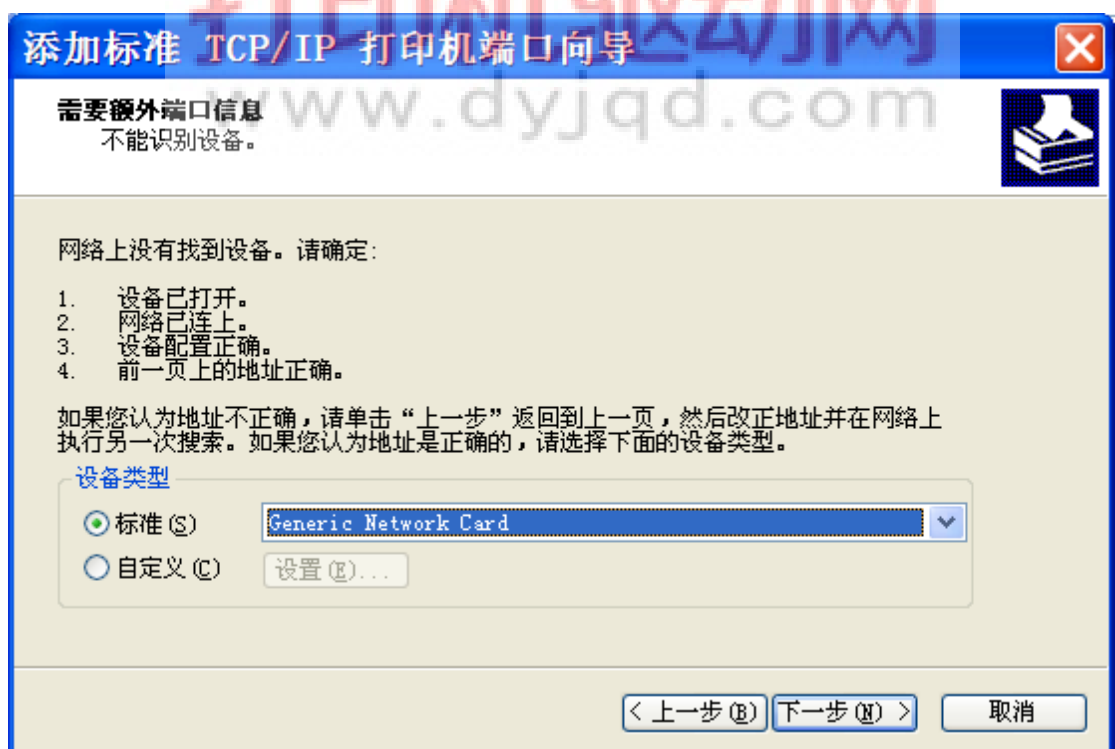 打印机驱动网
添加标准 TCP/IP 打印机端口向导
www.dyjqd.com
需要额外端口信息
不能识别设备。
网络上没有找到设备。请确定:
1. 设备已打开。
2. 网络已连上。
3. 设备配置正确。
4. 前一页上的地址正确。
如果您认为地址不正确，请单击“上一步”返回到上一页，然后改正地址并在网络上
执行另一次搜索。如果您认为地址是正确的，请选择下面的设备类型。
设备类型
标准(S) Generic Network Card
自定义(C) 设置(E)...
< 上一步(B) 下一步(N) > 取消